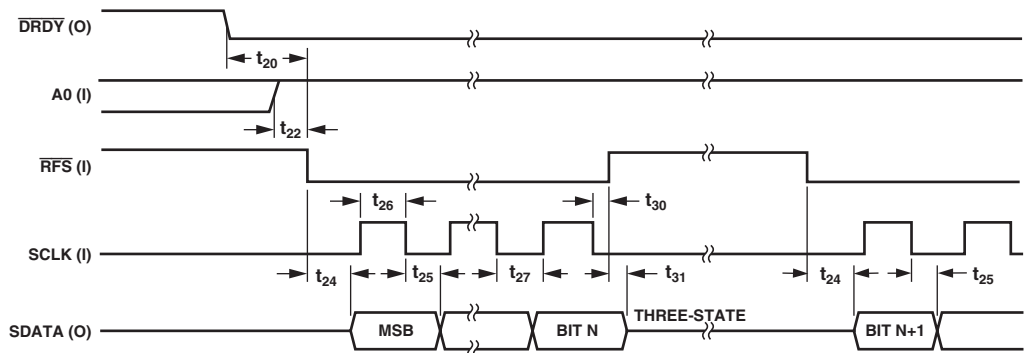 DRDY (O)
t20
A0 (I)
t22
RFS (I)
t26
t30
SCLK (I)
t24 t25 t27 t31 t24 t25
THREE-STATE
SDATA (O) MSB BIT N BIT N+1